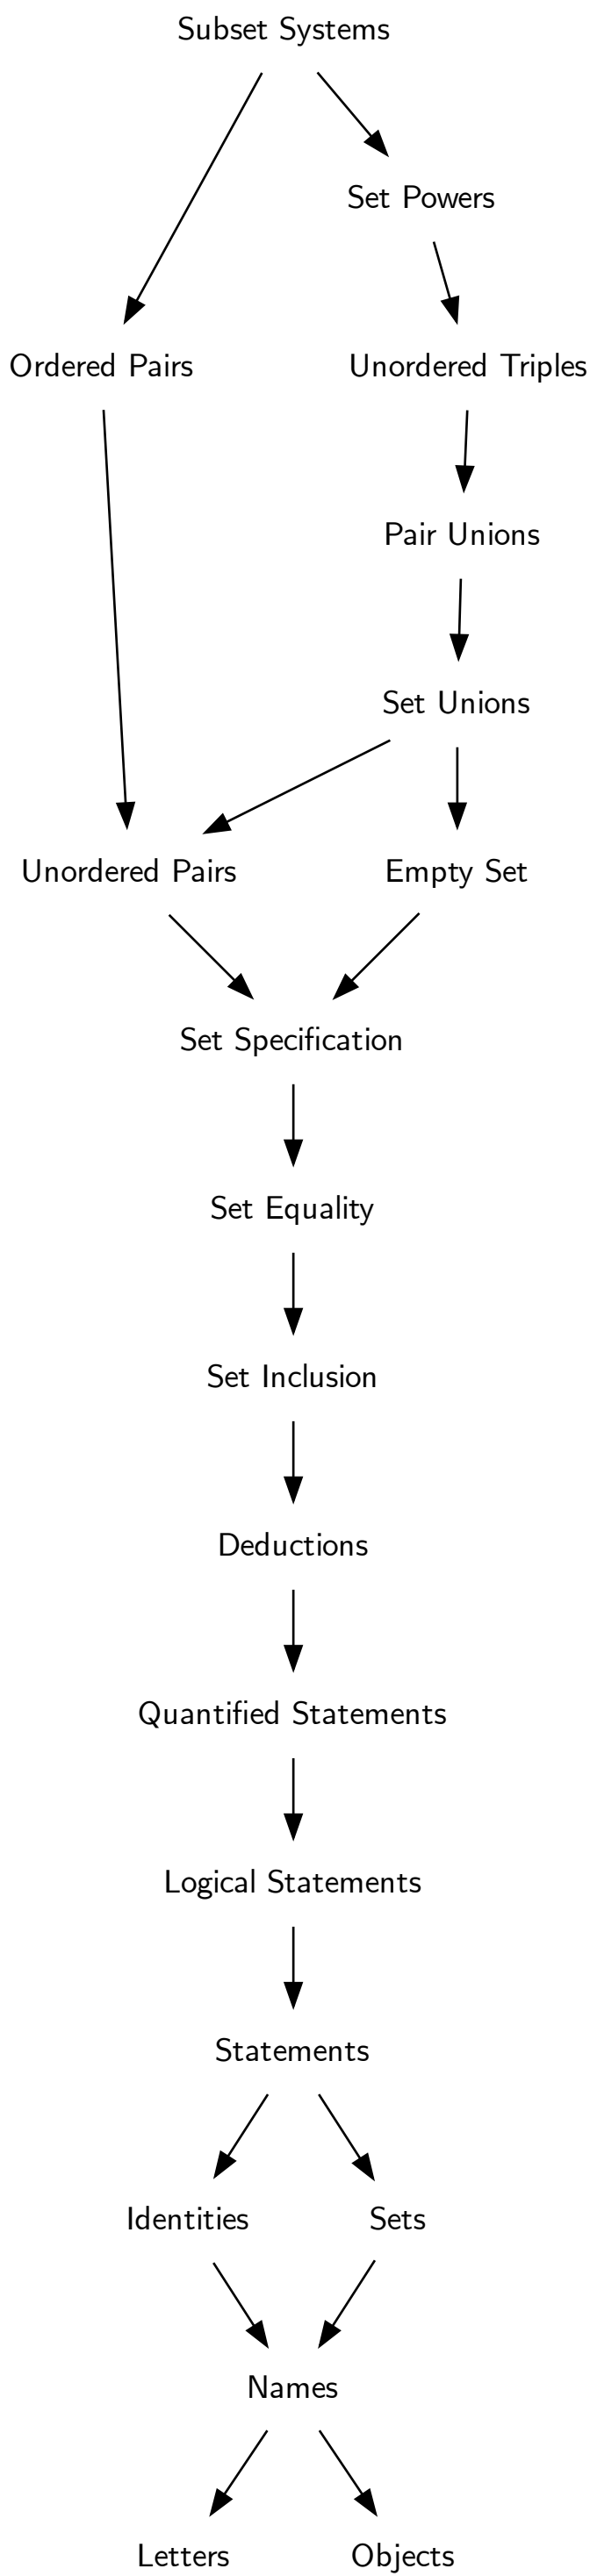 Subset Systems
Set Powers
Ordered Pairs
Unordered Triples
Pair Unions
Set Unions
Unordered Pairs
Empty Set
Set Specification
Set Equality
Set Inclusion
Deductions
Quantified Statements
Logical Statements
Statements
Identities
Sets
Names
Letters
Objects